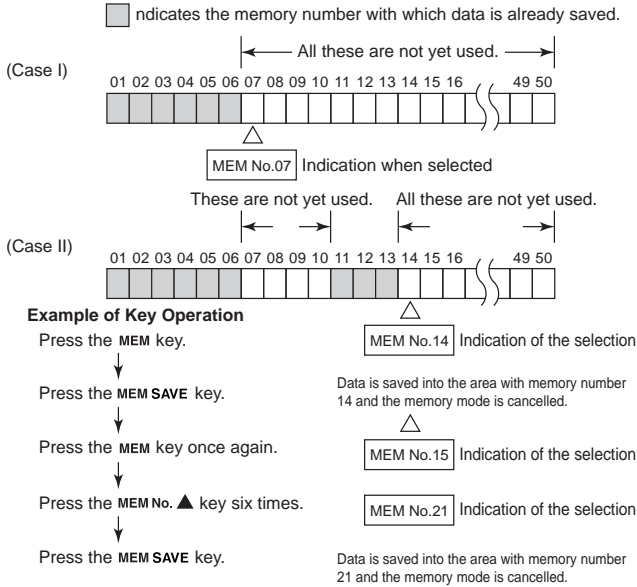 ndicates the memory number with which data is already saved.
All these are not yet used.
(Case I)
01 02 03 04 05 06 07 08 09 10 11 12 13 14 15 16 49 50
MEM No.07 Indication when selected
These are not yet used. All these are not yet used.
(Case II)
01 02 03 04 05 06 07 08 09 10 11 12 13 14 15 16 49 50
Example of Key Operation
Press the MEM key.
MEM No.14 Indication of the selection
Press the MEM SAVE key.
Data is saved into the area with memory number
14 and the memory mode is cancelled.
Press the MEM key once again.
MEM No.15 Indication of the selection
Press the MEM No. ▲ key six times.
MEM No.21 Indication of the selection
Press the MEM SAVE key.
Data is saved into the area with memory number
21 and the memory mode is cancelled.